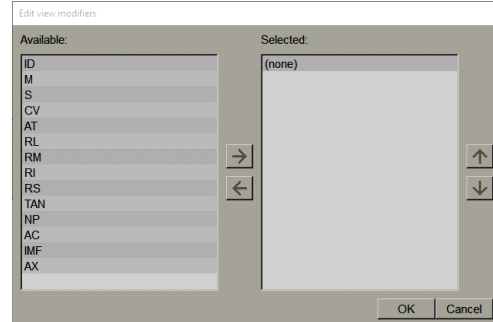 Edit view modifiers
Available:
ID
M
S
CV
AT
RL
RM
RI
RS
TAN
NP
AC
IMF
AX
Selected:
(none)
OK
Cancel